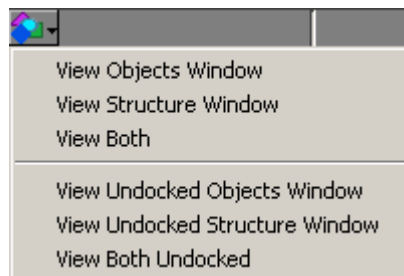 View Objects Window
View Structure Window
View Both
View Undocked Objects Window
View Undocked Structure Window
View Both Undocked